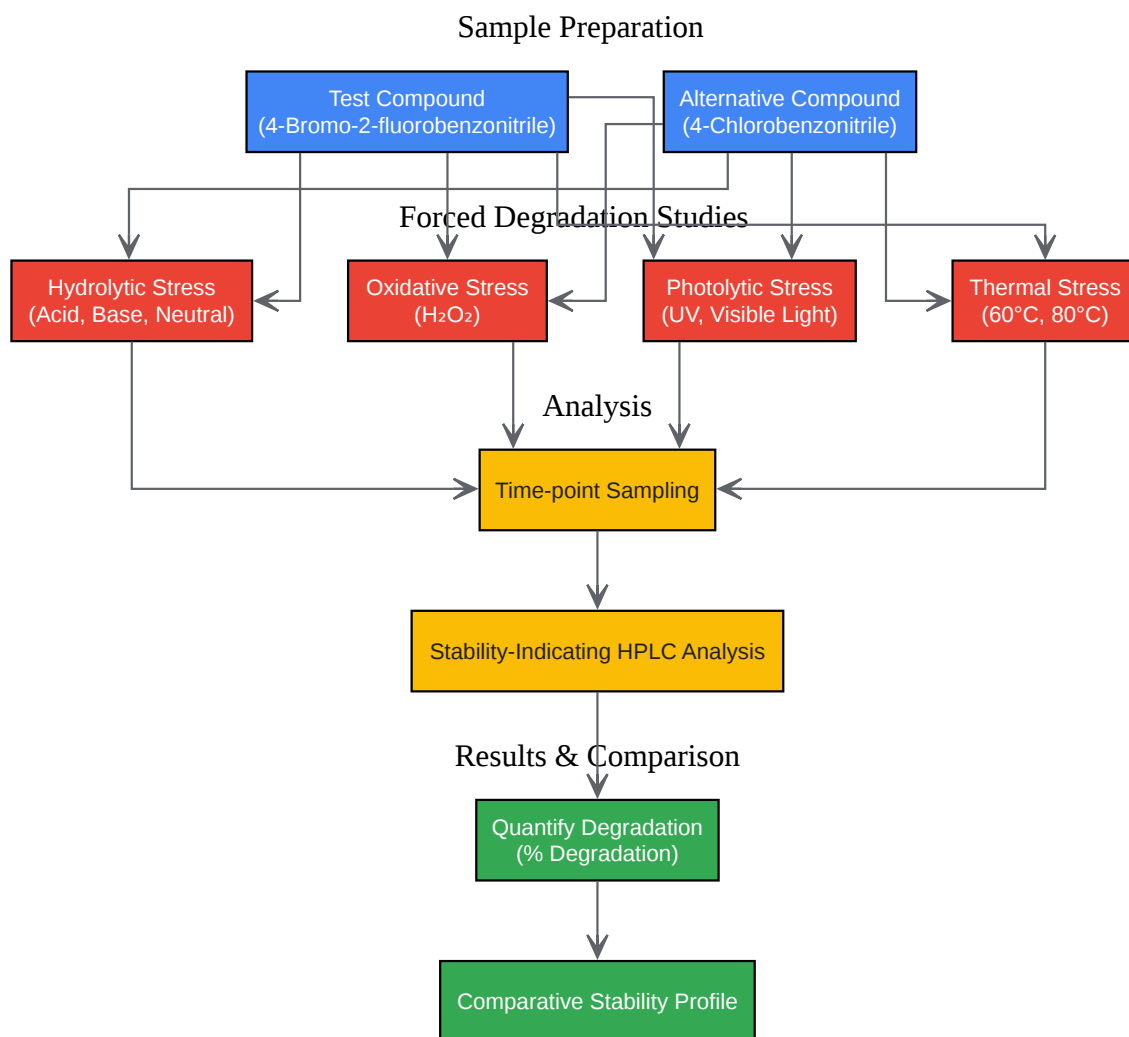 Sample Preparation
Test Compound
(4-Bromo-2-fluorobenzonitrile)
Alternative Compound
(4-Chlorobenzonitrile)
Forced Degradation Studies
Hydrolytic Stress
(Acid, Base, Neutral)
Oxidative Stress
(H₂O₂)
Photolytic Stress
(UV, Visible Light)
Thermal Stress
(60°C, 80°C)
Analysis
Time-point Sampling
Stability-Indicating HPLC Analysis
Results & Comparison
Quantify Degradation
(% Degradation)
Comparative Stability Profile